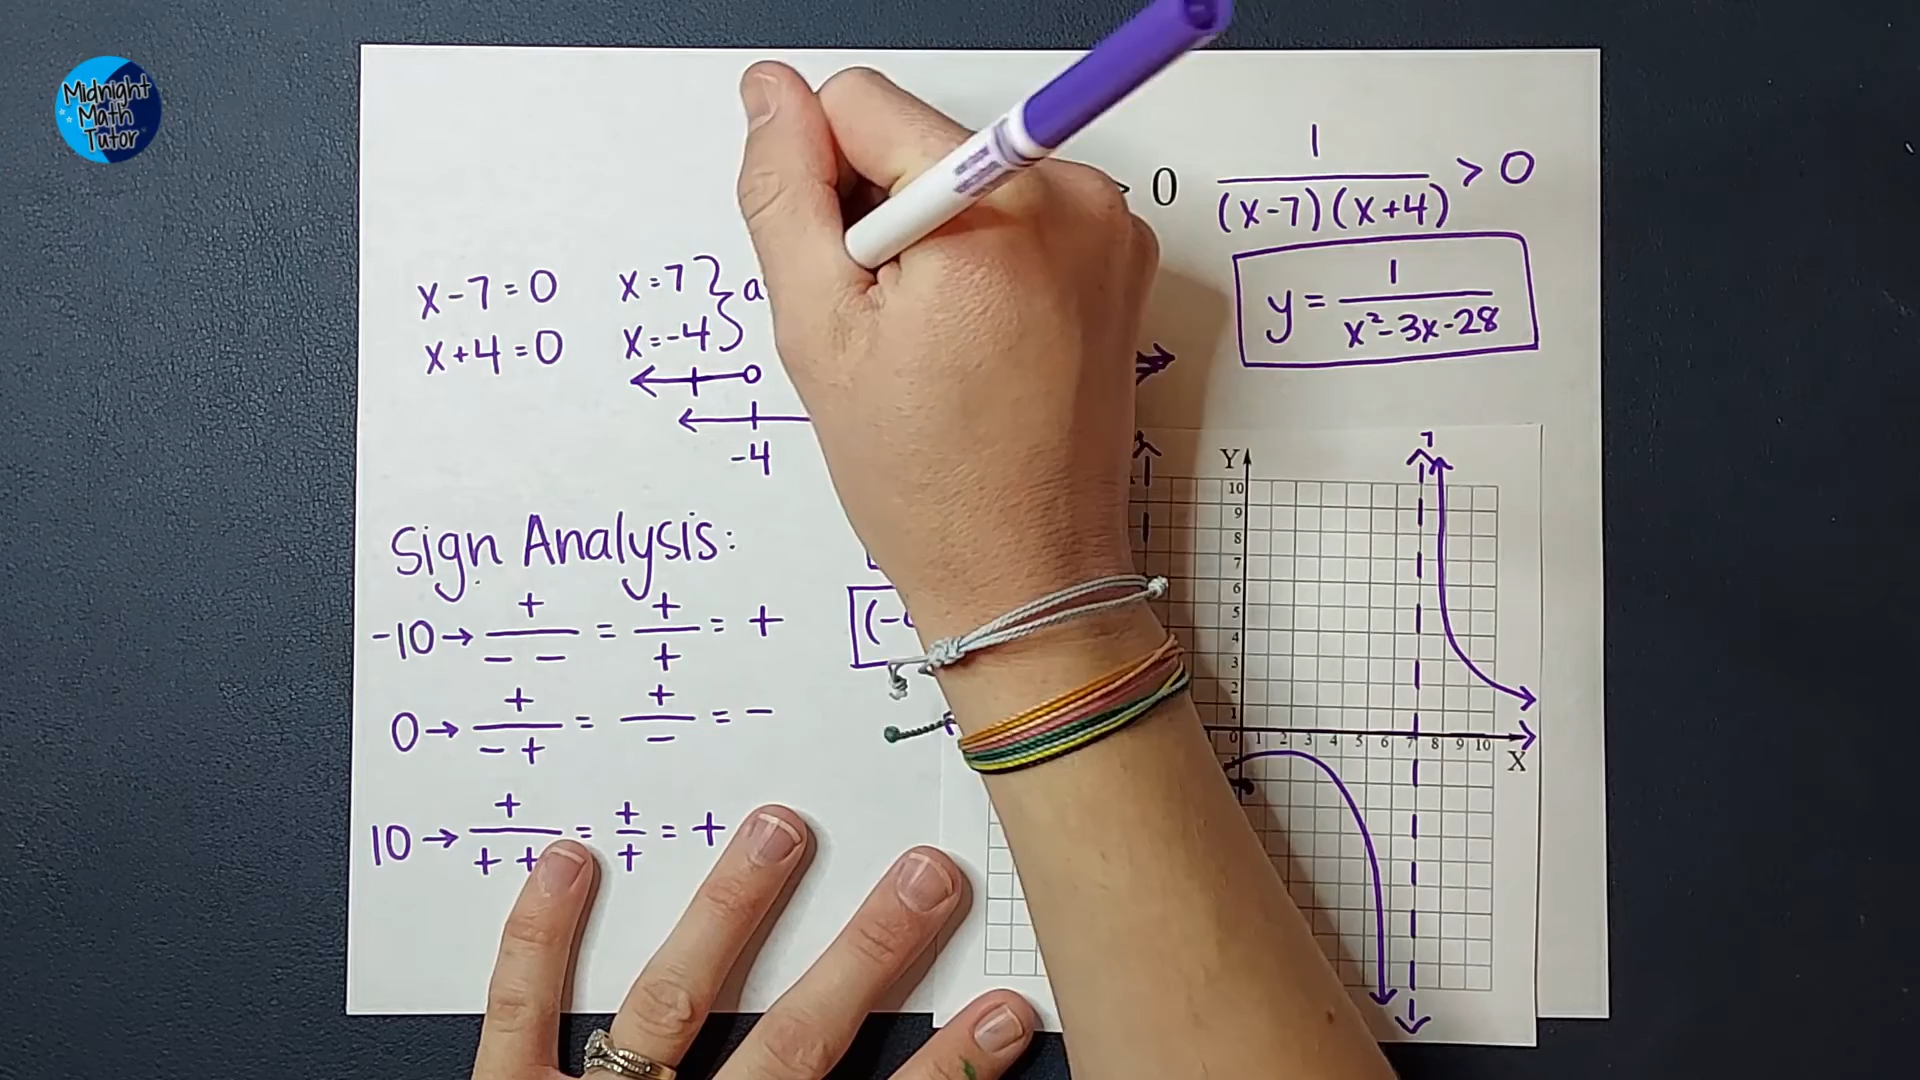 Midnight
Math
Tutor
> 0
1
(x-7)(x+4) > 0
y = 1
x²-3x-28
x-7=0 x=7
x+4=0 x=-4
-4
Sign Analysis:
-10→ + = + = +
- - +
0→ + = + = -
- + -
10→ + = + = +
+ + +
(-
7
Y
10
9
8
7
6
5
4
3
2
1
0 1 2 3 4 5 6 7 8 9 10
X